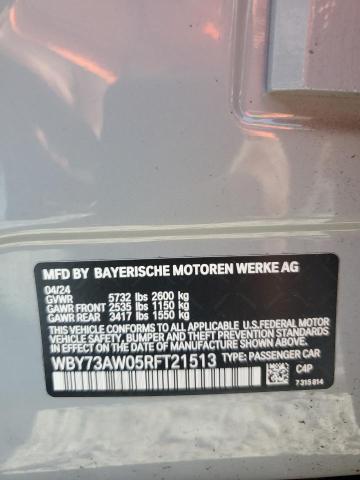 MFD BY BAYERISCHE MOTOREN WERKE AG
04/24
GVWR 5732 lbs 2600 kg
GAWR FRONT 2535 lbs 1150 kg
GAWR REAR 3417 lbs 1550 kg
THIS VEHICLE CONFORMS TO ALL APPLICABLE
U.S. FEDERAL MOTOR VEHICLE SAFETY,
BUMPER AND THEFT PREVENTION STANDARDS
IN EFFECT ON THE DATE OF MANUFACTURE
SHOWN ABOVE.
WBY73AW05RFT21513 TYPE: PASSENGER CAR
C4P
7 315 814